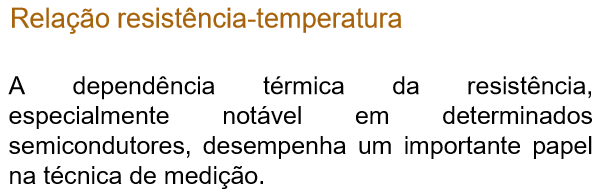 Relação resistência-temperatura
A dependência térmica da resistência,
especialmente notável em determinados
semicondutores, desempenha um importante papel
na técnica de medição.